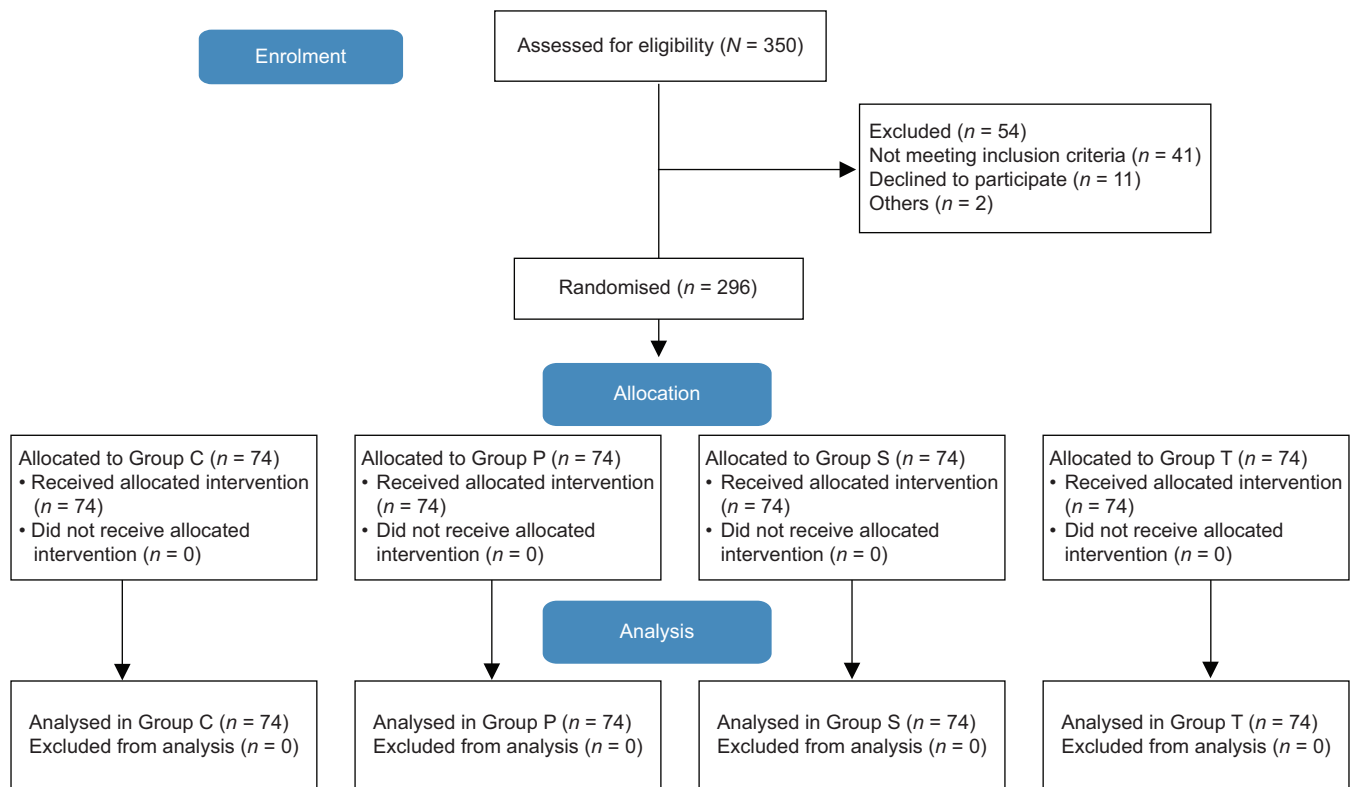 Enrolment
Assessed for eligibility (N = 350)
Excluded (n = 54)
Not meeting inclusion criteria (n = 41)
Declined to participate (n = 11)
Others (n = 2)
Randomised (n = 296)
Allocation
Allocated to Group C (n = 74)
• Received allocated intervention
(n = 74)
• Did not receive allocated
intervention (n = 0)
Allocated to Group P (n = 74)
• Received allocated intervention
(n = 74)
• Did not receive allocated
intervention (n = 0)
Allocated to Group S (n = 74)
• Received allocated intervention
(n = 74)
• Did not receive allocated
intervention (n = 0)
Allocated to Group T (n = 74)
• Received allocated intervention
(n = 74)
• Did not receive allocated
intervention (n = 0)
Analysis
Analysed in Group C (n = 74)
Excluded from analysis (n = 0)
Analysed in Group P (n = 74)
Excluded from analysis (n = 0)
Analysed in Group S (n = 74)
Excluded from analysis (n = 0)
Analysed in Group T (n = 74)
Excluded from analysis (n = 0)